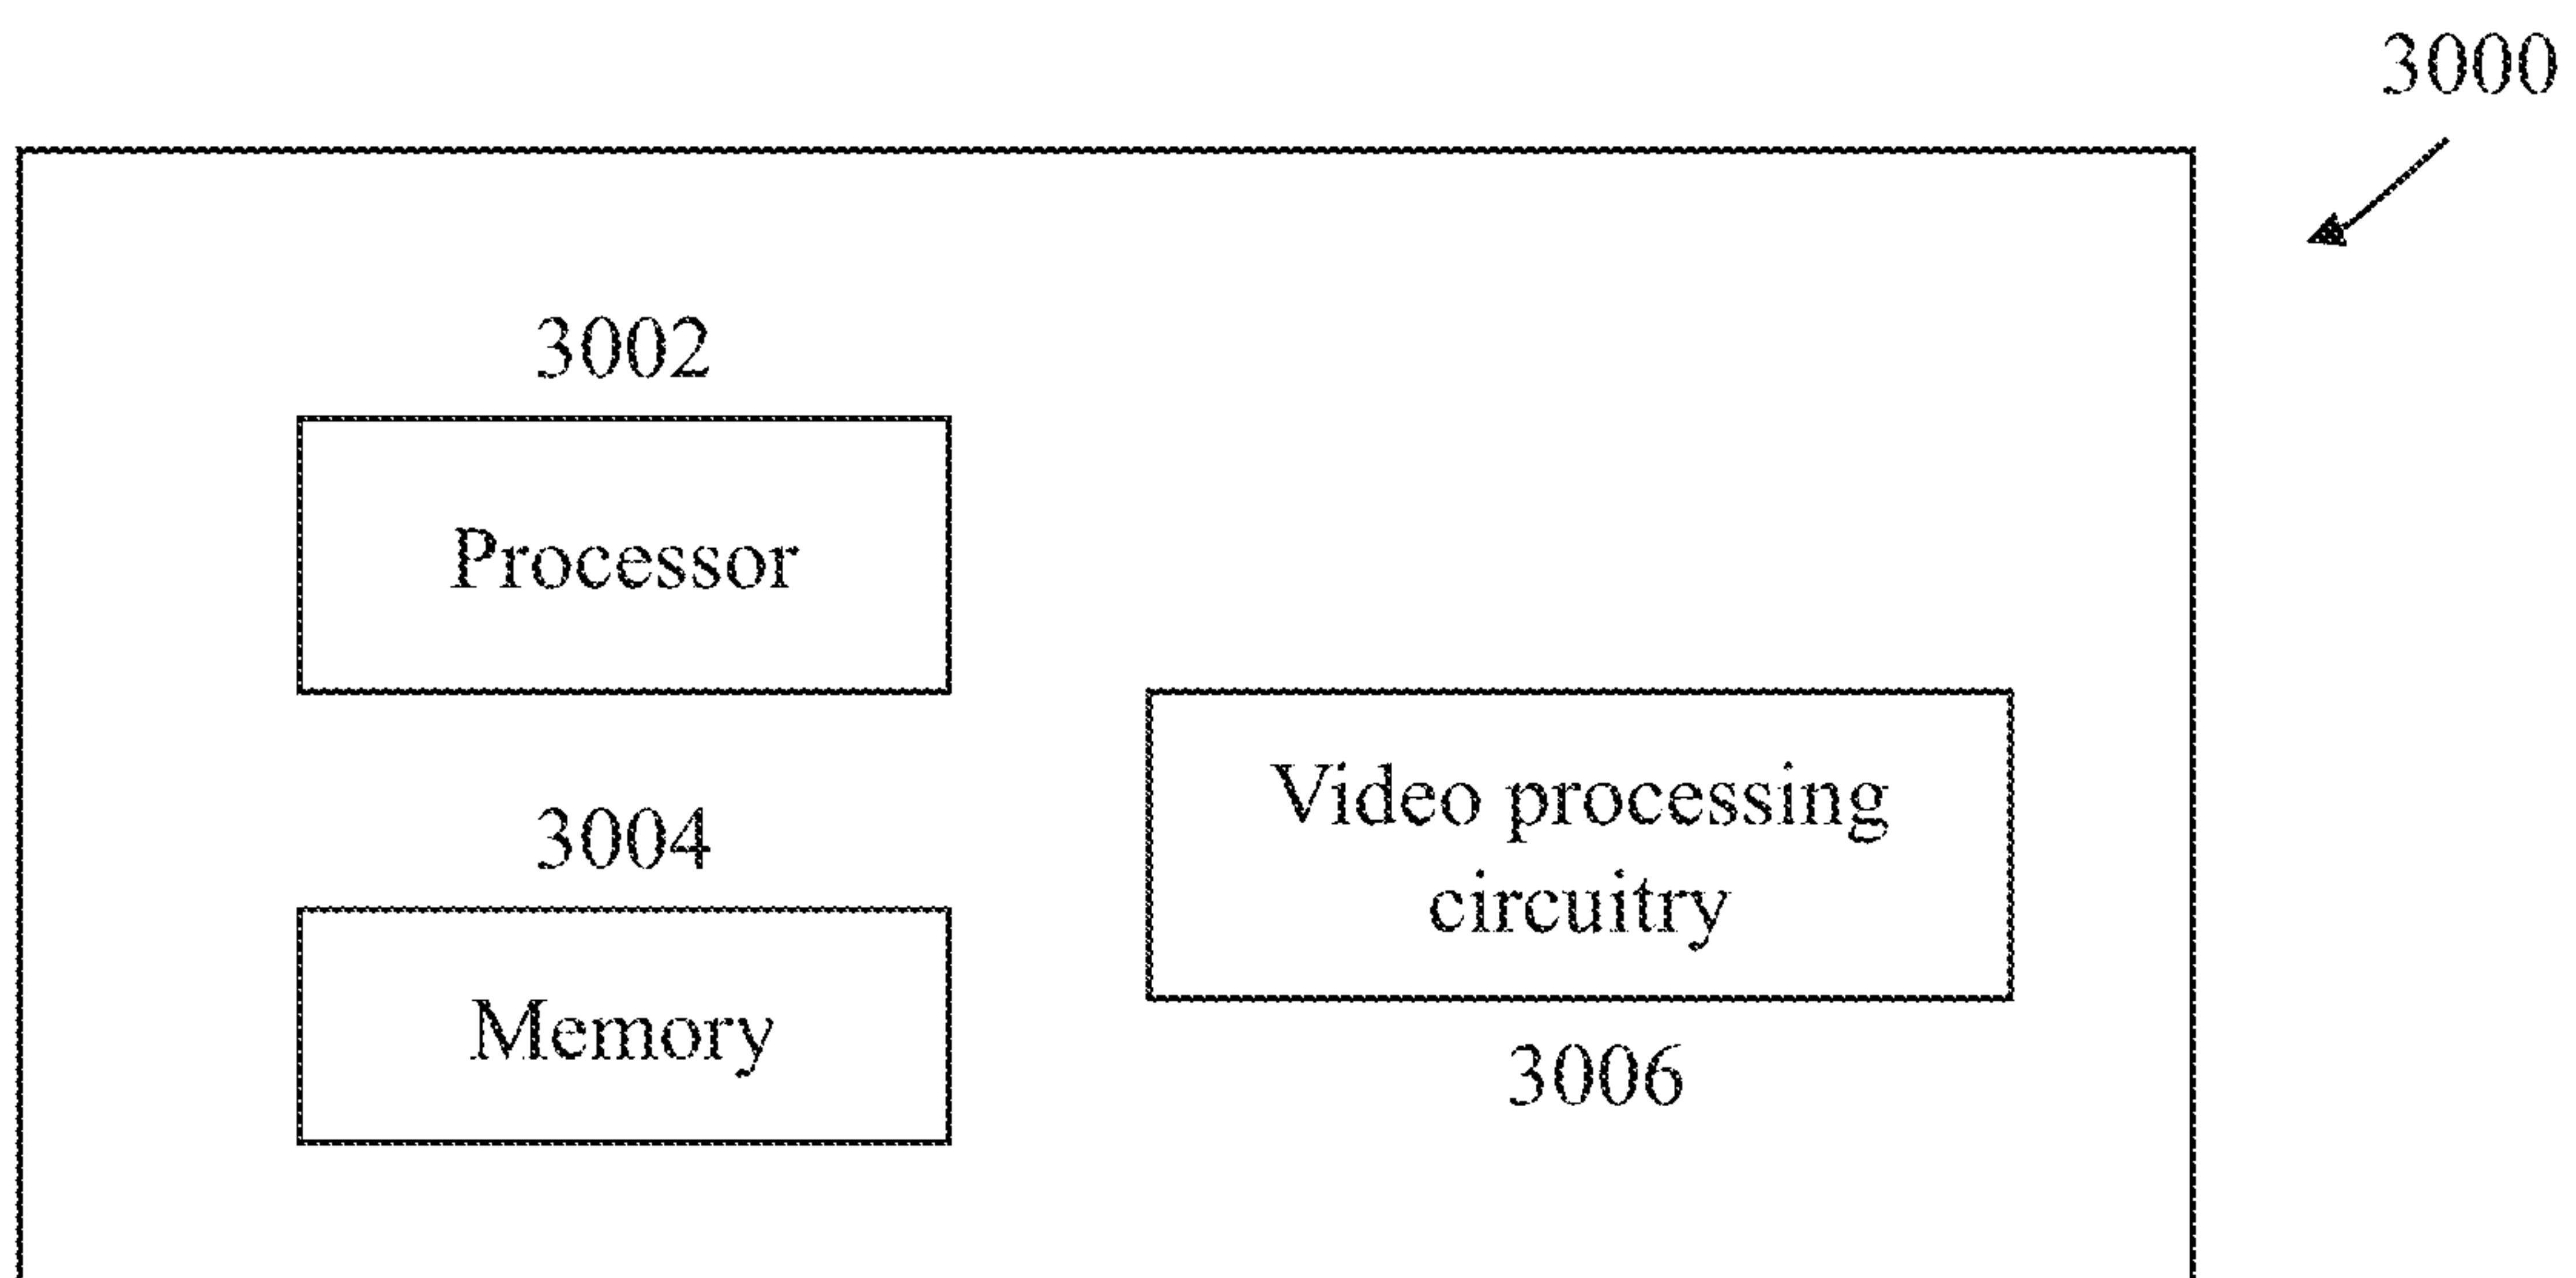 3000
3002
Processor
3004
Memory
Video processing
circuitry
3006